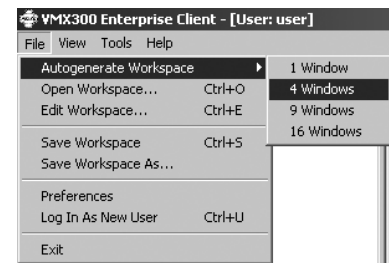 VMX300 Enterprise Client - [User: user]
File View Tools Help
Autogenerate Workspace
1 Window
Open Workspace... Ctrl+O
4 Windows
Edit Workspace... Ctrl+E
9 Windows
16 Windows
Save Workspace Ctrl+S
Save Workspace As...
Preferences
Log In As New User Ctrl+U
Exit